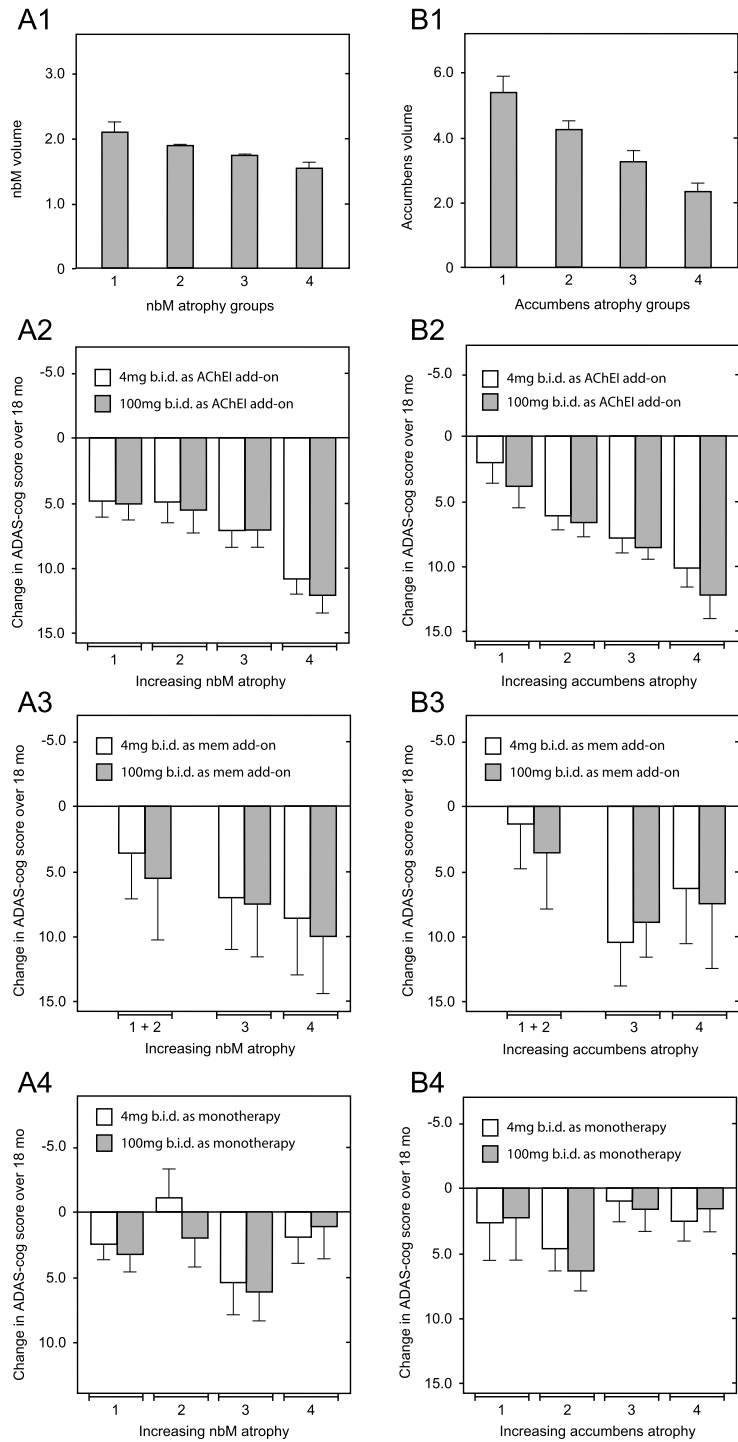 A1
nbM volume
3.0
2.0
1.0
0
1 2 3 4
nbM atrophy groups
B1
Accumbens volume
6.0
4.0
2.0
0
1 2 3 4
Accumbens atrophy groups
A2
Change in ADAS-cog score over 18 mo
4mg b.i.d. as AChEI add-on
100mg b.i.d. as AChEI add-on
-5.0
0
5.0
10.0
15.0
1 2 3 4
Increasing nbM atrophy
B2
Change in ADAS-cog score over 18 mo
4mg b.i.d. as AChEI add-on
100mg b.i.d. as AChEI add-on
-5.0
0
5.0
10.0
15.0
1 2 3 4
Increasing accumbens atrophy
A3
Change in ADAS-cog score over 18 mo
4mg b.i.d. as mem add-on
100mg b.i.d. as mem add-on
-5.0
0
5.0
10.0
15.0
1 + 2 3 4
Increasing nbM atrophy
B3
Change in ADAS-cog score over 18 mo
4mg b.i.d. as mem add-on
100mg b.i.d. as mem add-on
-5.0
0
5.0
10.0
15.0
1 + 2 3 4
Increasing accumbens atrophy
A4
Change in ADAS-cog score over 18 mo
4mg b.i.d. as monotherapy
100mg b.i.d. as monotherapy
-5.0
0
5.0
10.0
1 2 3 4
Increasing nbM atrophy
B4
Change in ADAS-cog score over 18 mo
4mg b.i.d. as monotherapy
100mg b.i.d. as monotherapy
-5.0
0
5.0
10.0
15.0
1 2 3 4
Increasing accumbens atrophy